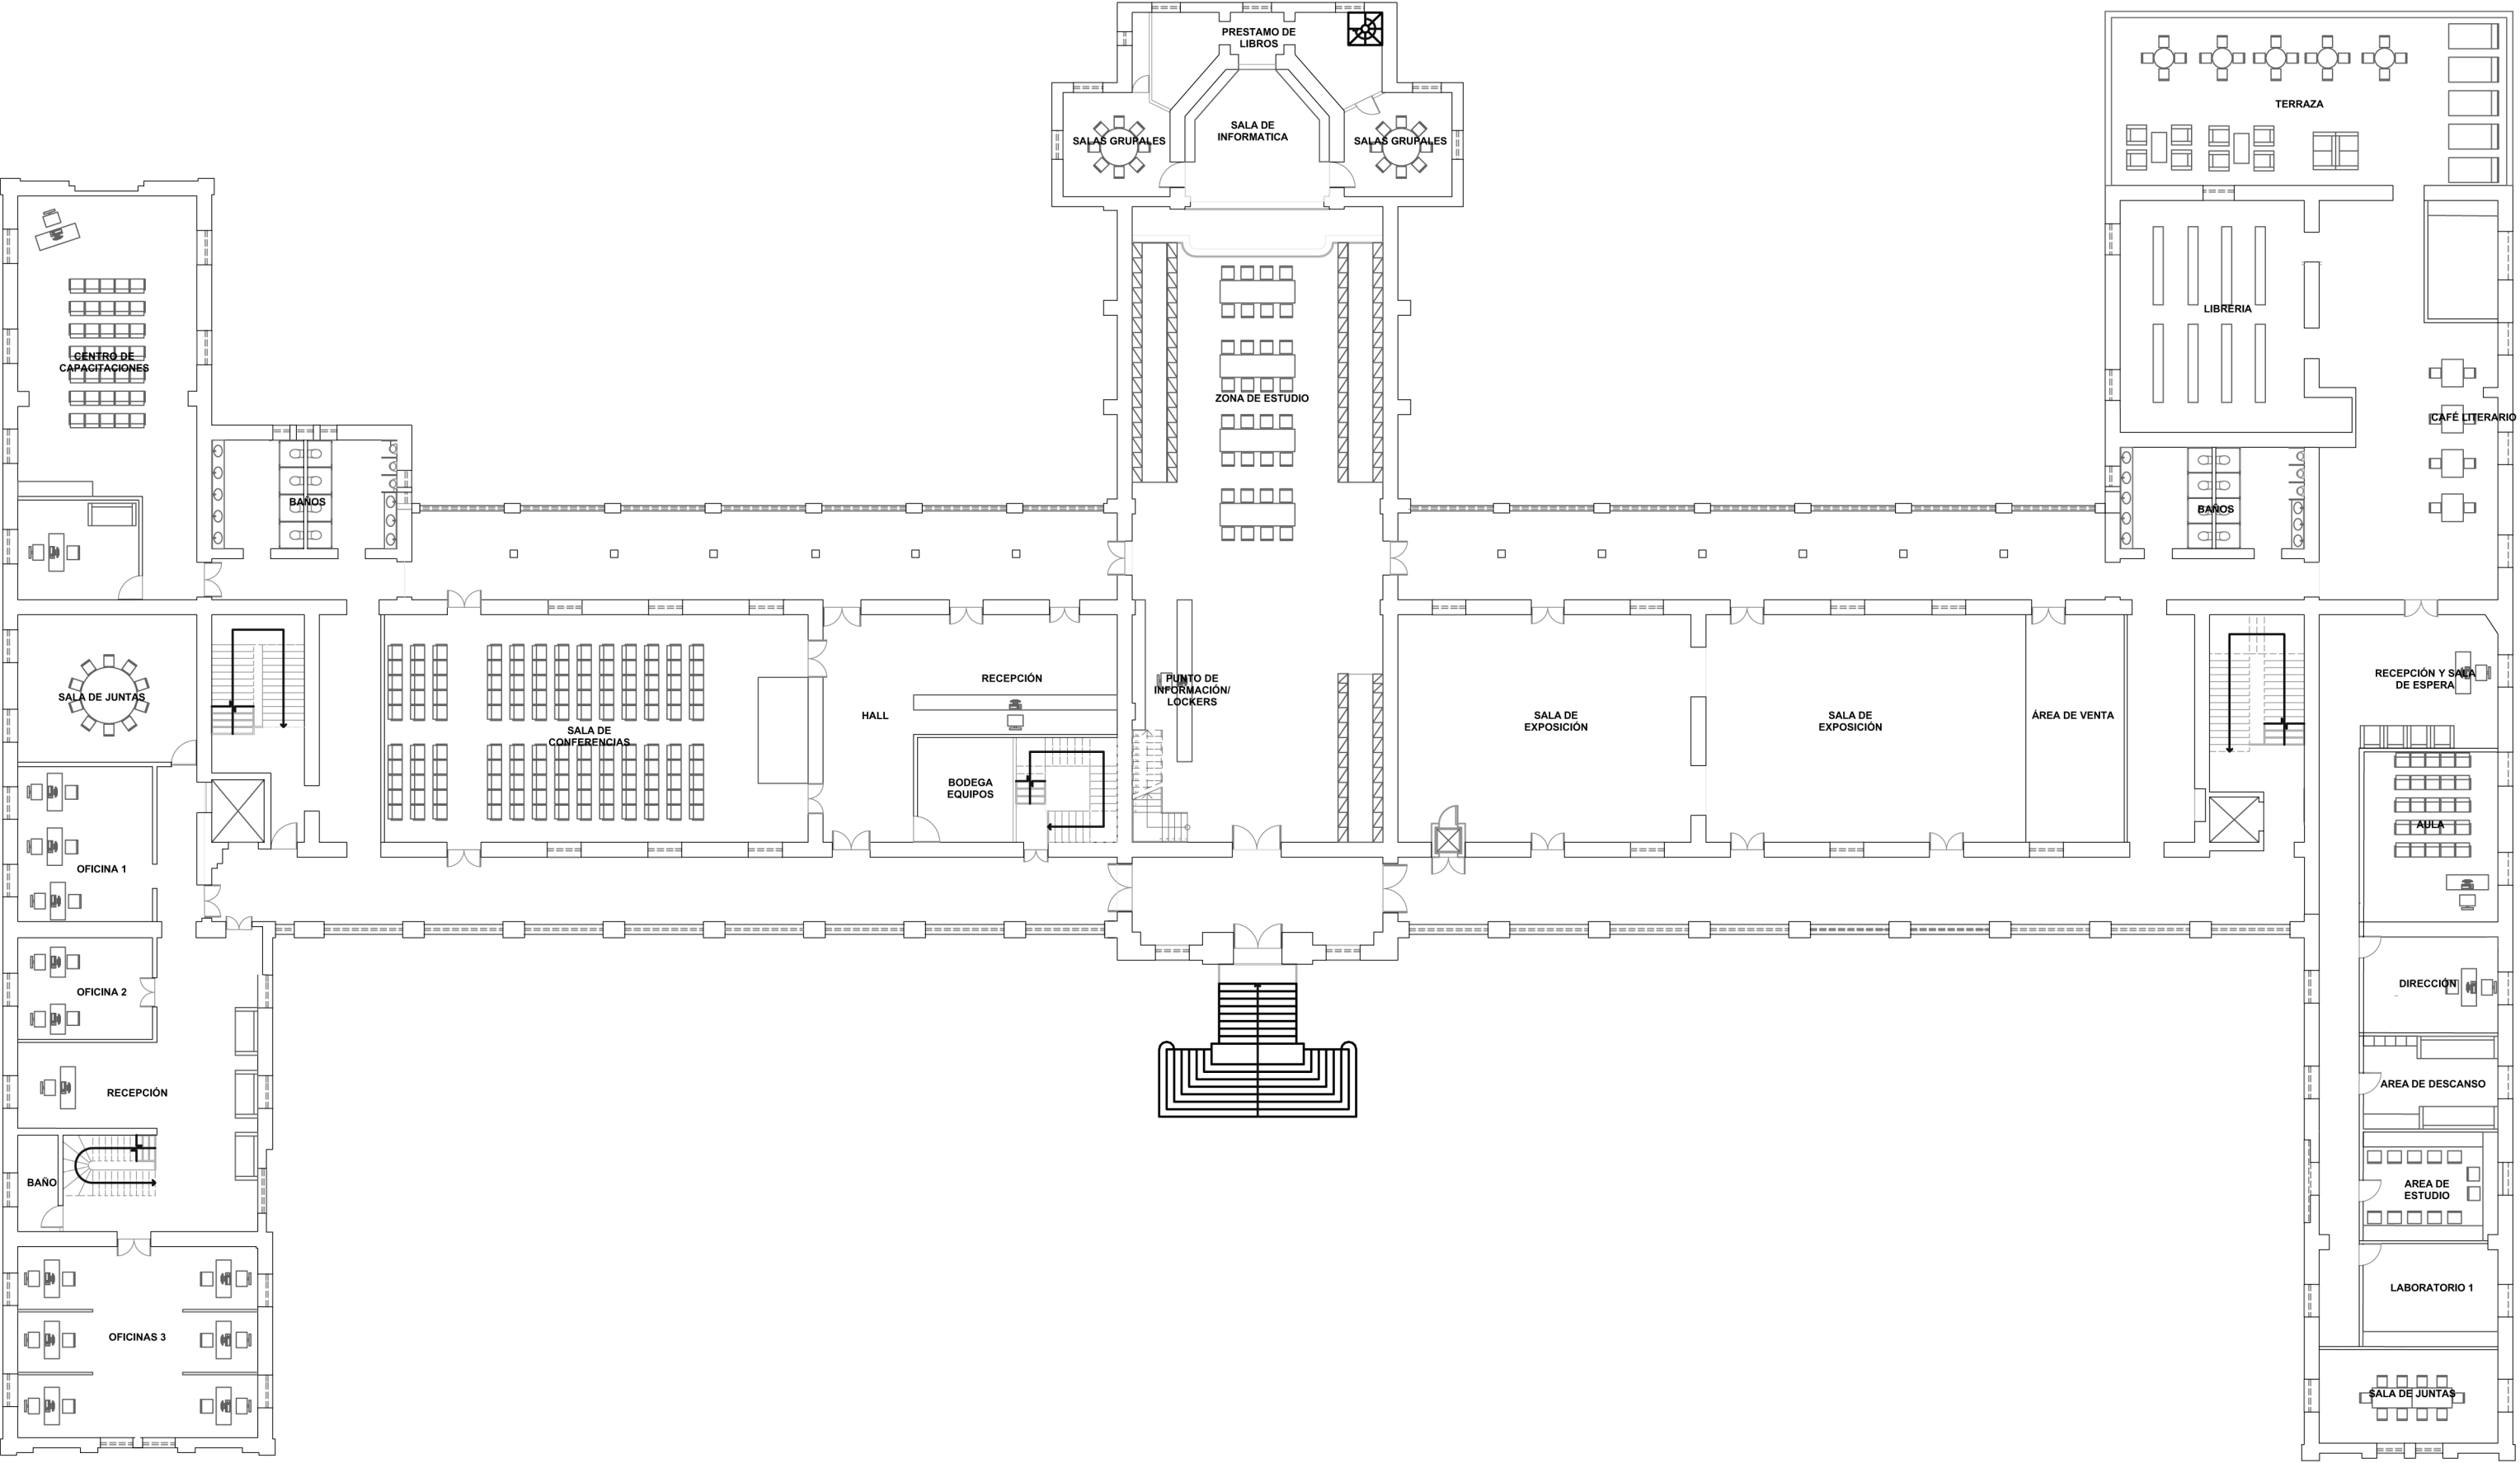 PRESTAMO DE
LIBROS
SALAS GRUPALES
SALA DE
INFORMATICA
SALAS GRUPALES
TERRAZA
LIBRERIA
CENTRO DE
CAPACITACIONES
ZONA DE ESTUDIO
CAFÉ LITERARIO
BAÑOS
BAÑOS
SALA DE JUNTAS
SALA DE
CONFERENCIAS
HALL
RECEPCIÓN
PUNTO DE
INFORMACIÓN/
LOCKERS
SALA DE
EXPOSICIÓN
SALA DE
EXPOSICIÓN
ÁREA DE VENTA
RECEPCIÓN Y SALA
DE ESPERA
BODEGA
EQUIPOS
AULA
OFICINA 1
OFICINA 2
DIRECCIÓN
RECEPCIÓN
AREA DE DESCANSO
BAÑO
AREA DE
ESTUDIO
LABORATORIO 1
OFICINAS 3
SALA DE JUNTAS